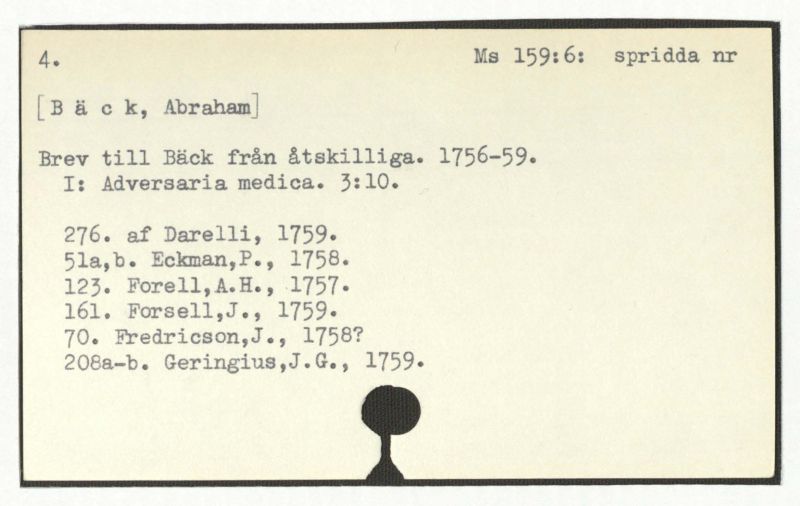 4. Ms 159:6: spridda nr
[B ä c k, Abraham]
Brev till Bäck från åtskilliga. 1756-59.
I: Adversaria medica. 3:10.
276. af Darelli, 1759.
51a,b. Eckman,P., 1758.
123. Forell,A.H., 1757.
161. Forsell,J., 1759.
70. Fredricson,J., 1758?
208a-b. Geringius,J.G., 1759.